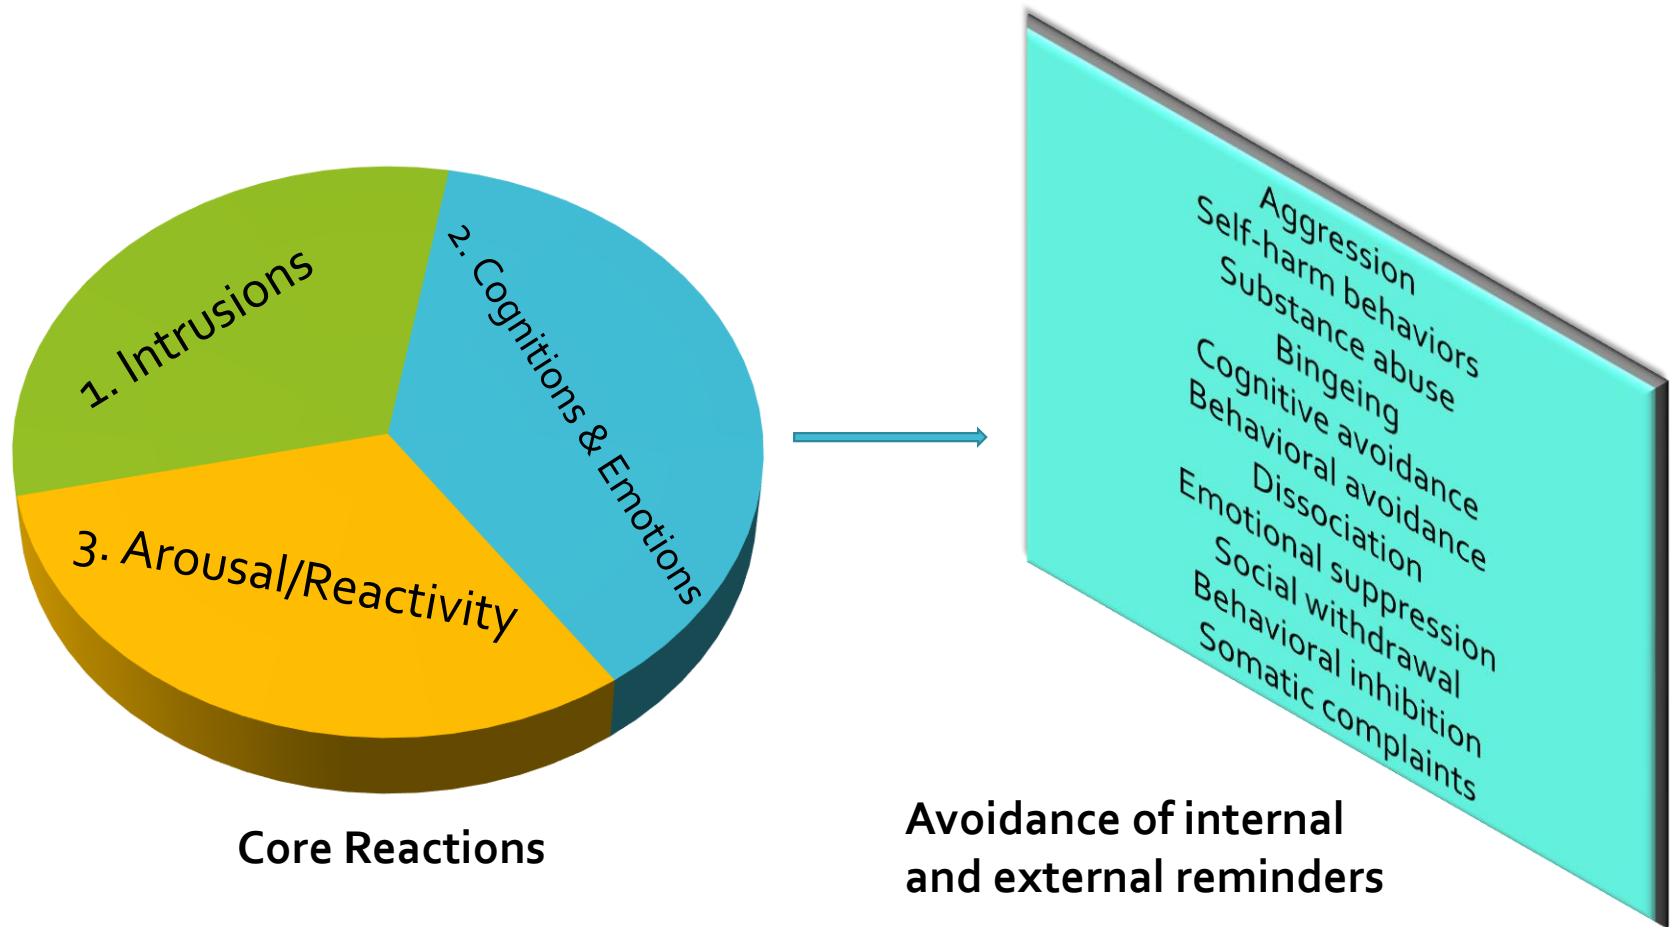 1. Intrusions
2. Cognitions & Emotions
3. Arousal/Reactivity
Core Reactions
Aggression
Self-harm behaviors
Substance abuse
Bingeing
Cognitive avoidance
Behavioral avoidance
Dissociation
Emotional suppression
Social withdrawal
Behavioral inhibition
Somatic complaints
Avoidance of internal
and external reminders